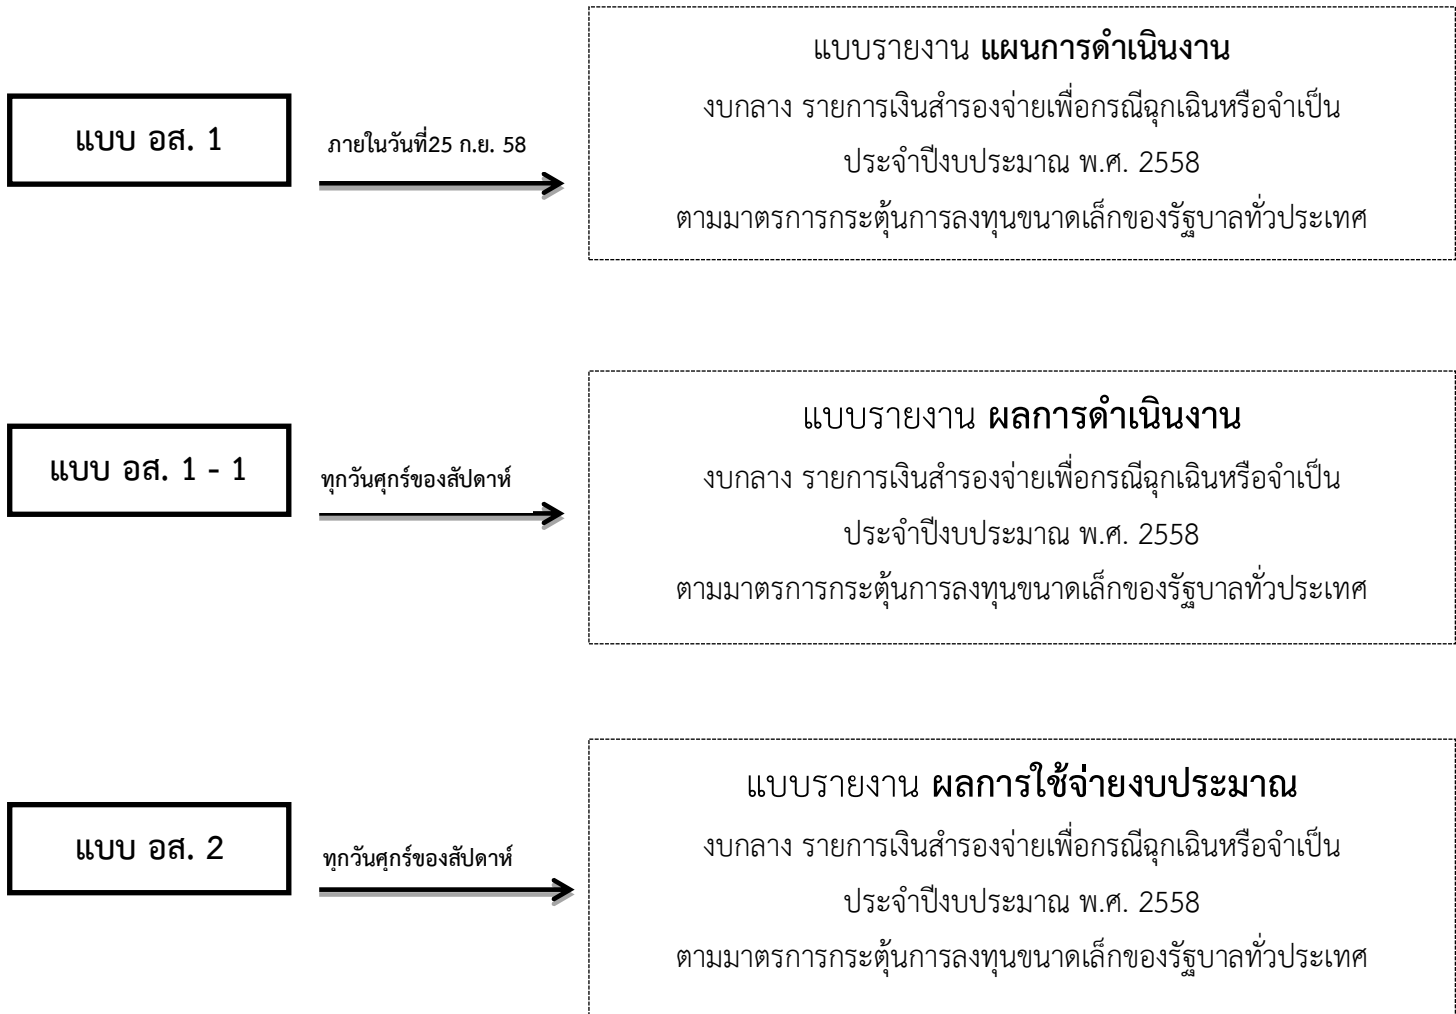 แบบ อส. 1
ภายในวันที่25 ก.ย. 58
แบบรายงาน แผนการดำเนินงาน
งบกลาง รายการเงินสำรองจ่ายเพื่อกรณีฉุกเฉินหรือจำเป็น
ประจำปีงบประมาณ พ.ศ. 2558
ตามมาตรการกระตุ้นการลงทุนขนาดเล็กของรัฐบาลทั่วประเทศ
แบบ อส. 1 - 1
ทุกวันศุกร์ของสัปดาห์
แบบรายงาน ผลการดำเนินงาน
งบกลาง รายการเงินสำรองจ่ายเพื่อกรณีฉุกเฉินหรือจำเป็น
ประจำปีงบประมาณ พ.ศ. 2558
ตามมาตรการกระตุ้นการลงทุนขนาดเล็กของรัฐบาลทั่วประเทศ
แบบ อส. 2
ทุกวันศุกร์ของสัปดาห์
แบบรายงาน ผลการใช้จ่ายงบประมาณ
งบกลาง รายการเงินสำรองจ่ายเพื่อกรณีฉุกเฉินหรือจำเป็น
ประจำปีงบประมาณ พ.ศ. 2558
ตามมาตรการกระตุ้นการลงทุนขนาดเล็กของรัฐบาลทั่วประเทศ